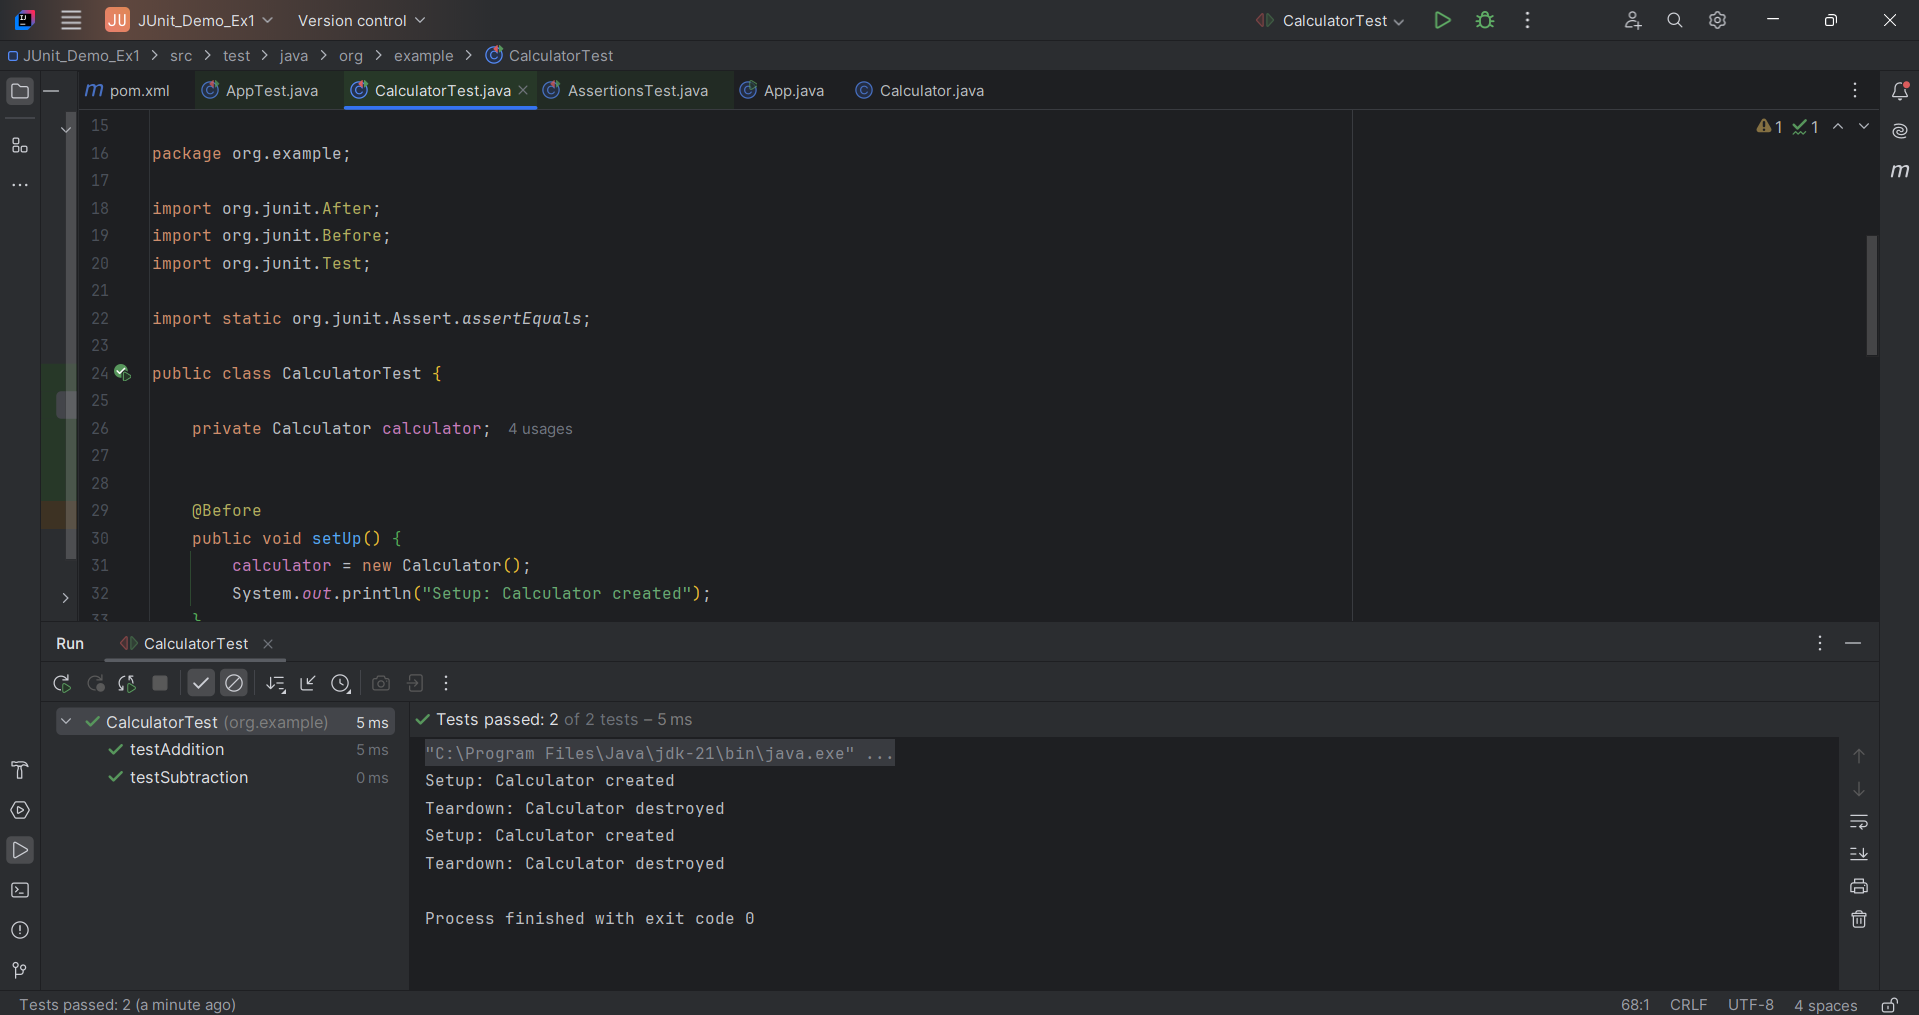 JU JUnit_Demo_Ex1 Version control CalculatorTest
JUnit_Demo_Ex1 > src > test > java > org > example > CalculatorTest
m pom.xml AppTest.java CalculatorTest.java AssertionsTest.java App.java Calculator.java
1 1
15
16 package org.example;
17
18 import org.junit.After;
19 import org.junit.Before;
20 import org.junit.Test;
21
22 import static org.junit.Assert.assertEquals;
23
24 public class CalculatorTest {
25
26 private Calculator calculator; 4 usages
27
28
29 @Before
30 public void setUp() {
31 calculator = new Calculator();
32 System.out.println("Setup: Calculator created");
33 }
Run CalculatorTest
CalculatorTest (org.example) 5 ms
testAddition 5 ms
testSubtraction 0 ms
Tests passed: 2 of 2 tests – 5 ms
"C:\Program Files\Java\jdk-21\bin\java.exe" ...
Setup: Calculator created
Teardown: Calculator destroyed
Setup: Calculator created
Teardown: Calculator destroyed
Process finished with exit code 0
Tests passed: 2 (a minute ago) 68:1 CRLF UTF-8 4 spaces